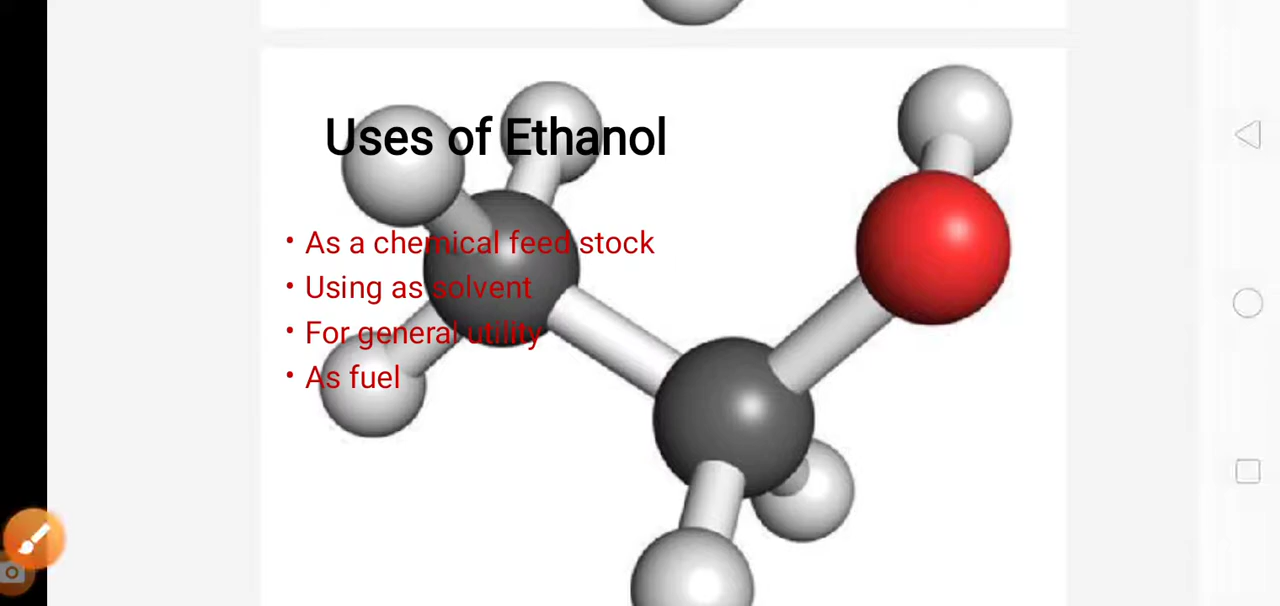 Uses of Ethanol
• As a chemical feed stock
• Using as solvent
• For general utility
• As fuel